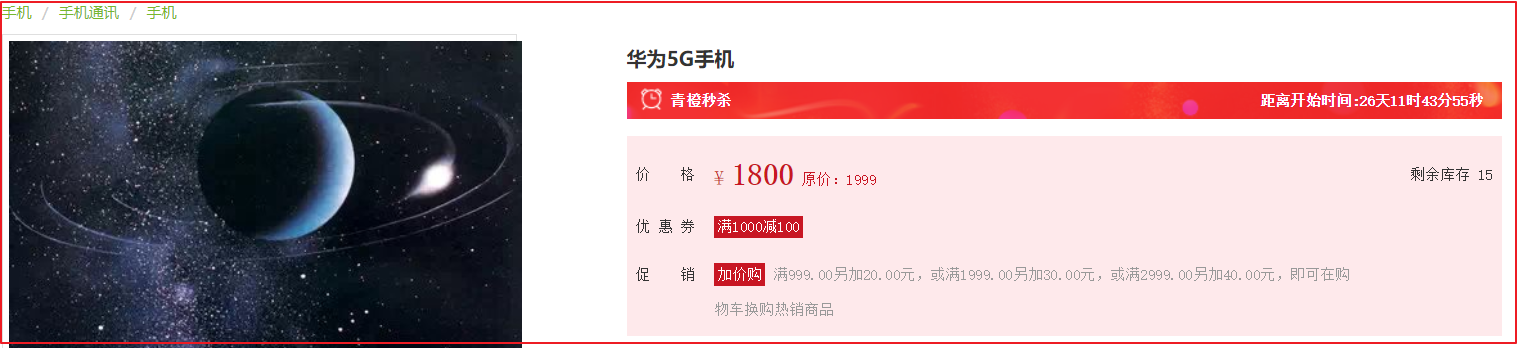 手机 / 手机通讯 / 手机
华为5G手机
青橙秒杀 距离开始时间:26天11时43分55秒
价 格 ¥ 1800 原价：1999 剩余库存 15
优 惠 券 满1000减100
促 销 加价购 满999.00另加20.00元，或满1999.00另加30.00元，或满2999.00另加40.00元，即可在购
物车换购热销商品